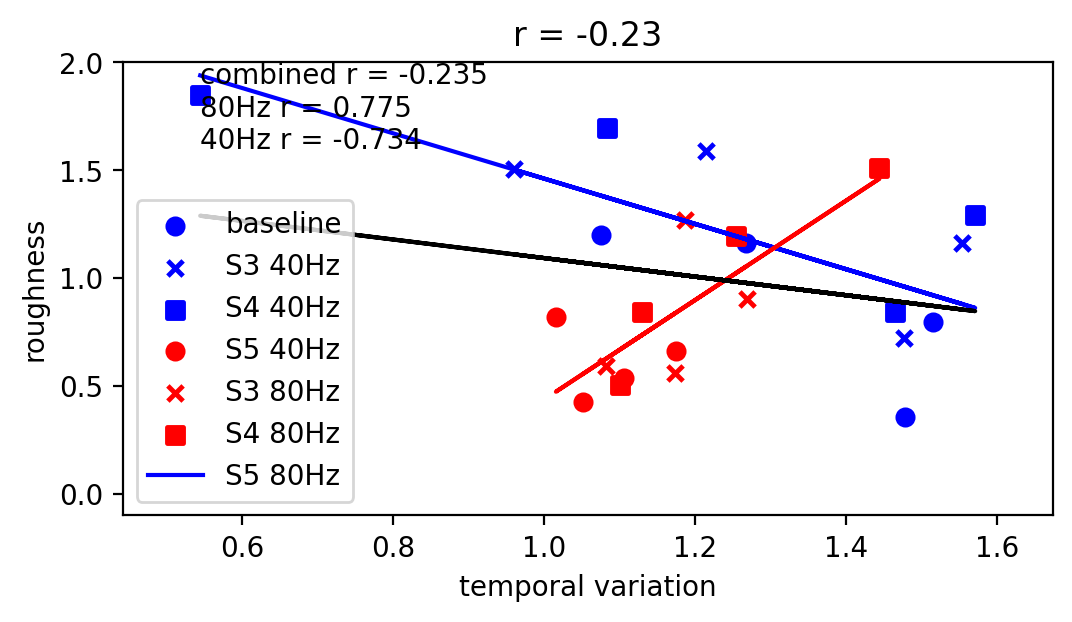 r = -0.23
combined r = -0.235
80Hz r = 0.775
40Hz r = -0.734
2.0
1.5
1.0
0.5
0.0
roughness
baseline
S3 40Hz
S4 40Hz
S5 40Hz
S3 80Hz
S4 80Hz
S5 80Hz
0.6 0.8 1.0 1.2 1.4 1.6
temporal variation